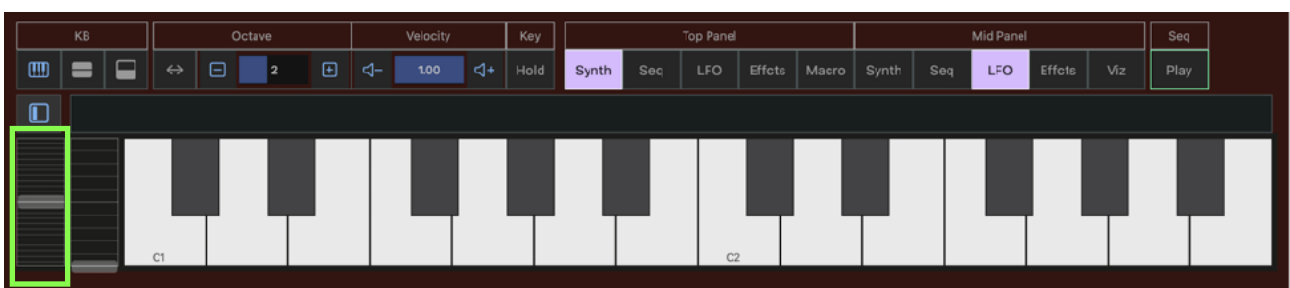 KB Octave Velocity Key Top Panel Mid Panel Seq
2 1.00 Hold Synth Seq LFO Effcts Macro Synth Seq LFO Effcts Viz Play
C1 C2